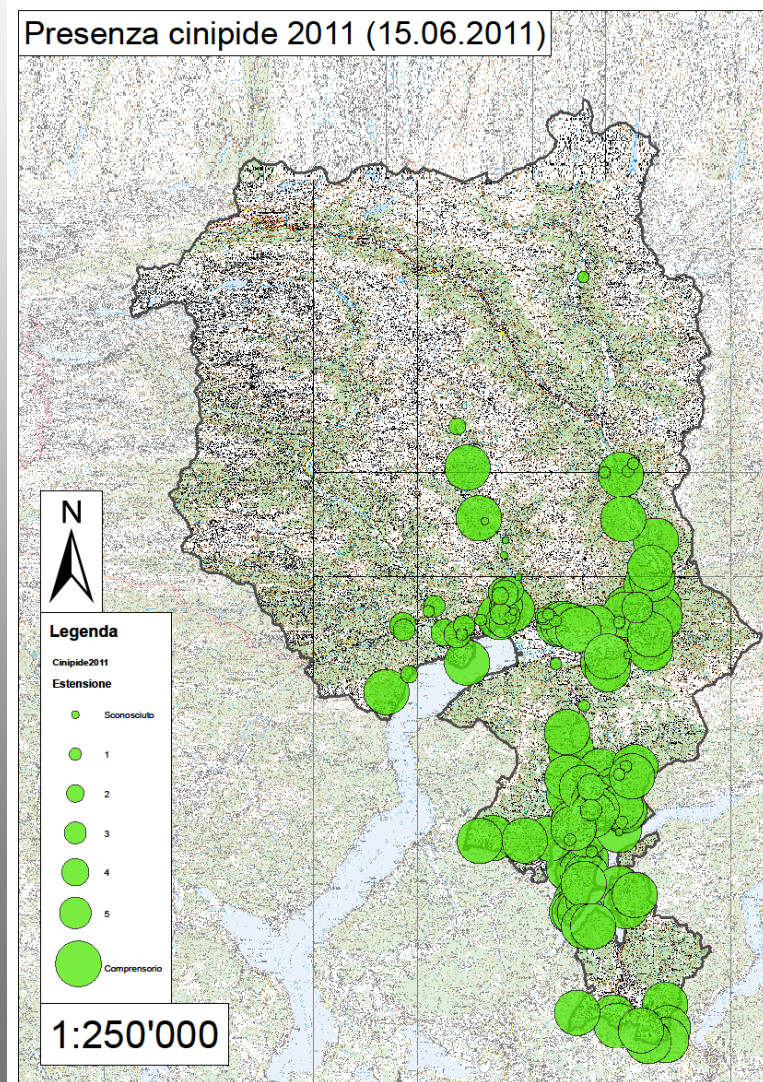 Presenza cinipide 2011 (15.06.2011)
N
Legenda
Cinipide2011
Estensione
Sconosciuto
1
2
3
4
5
Comprensorio
1:250'000